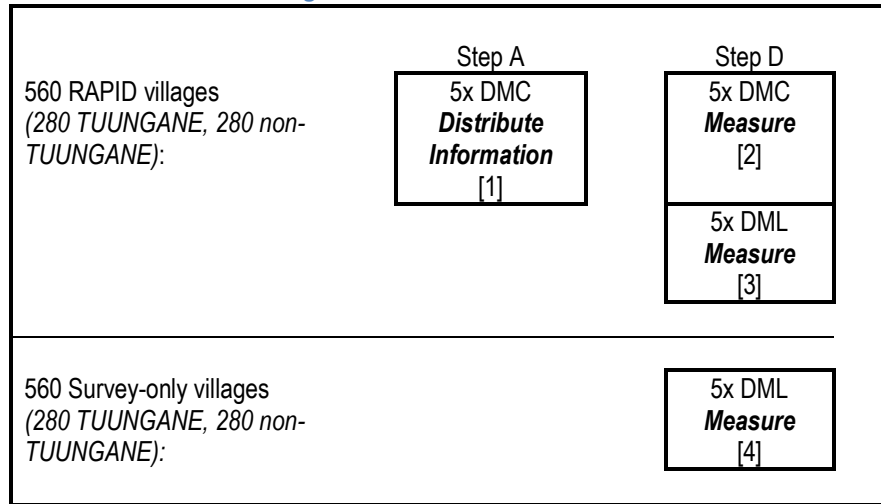 Step A
Step D
560 RAPID villages
(280 TUUNGANE, 280 non-
TUUNGANE):
5x DMC
Distribute
Information
[1]
5x DMC
Measure
[2]
5x DML
Measure
[3]
560 Survey-only villages
(280 TUUNGANE, 280 non-
TUUNGANE):
5x DML
Measure
[4]